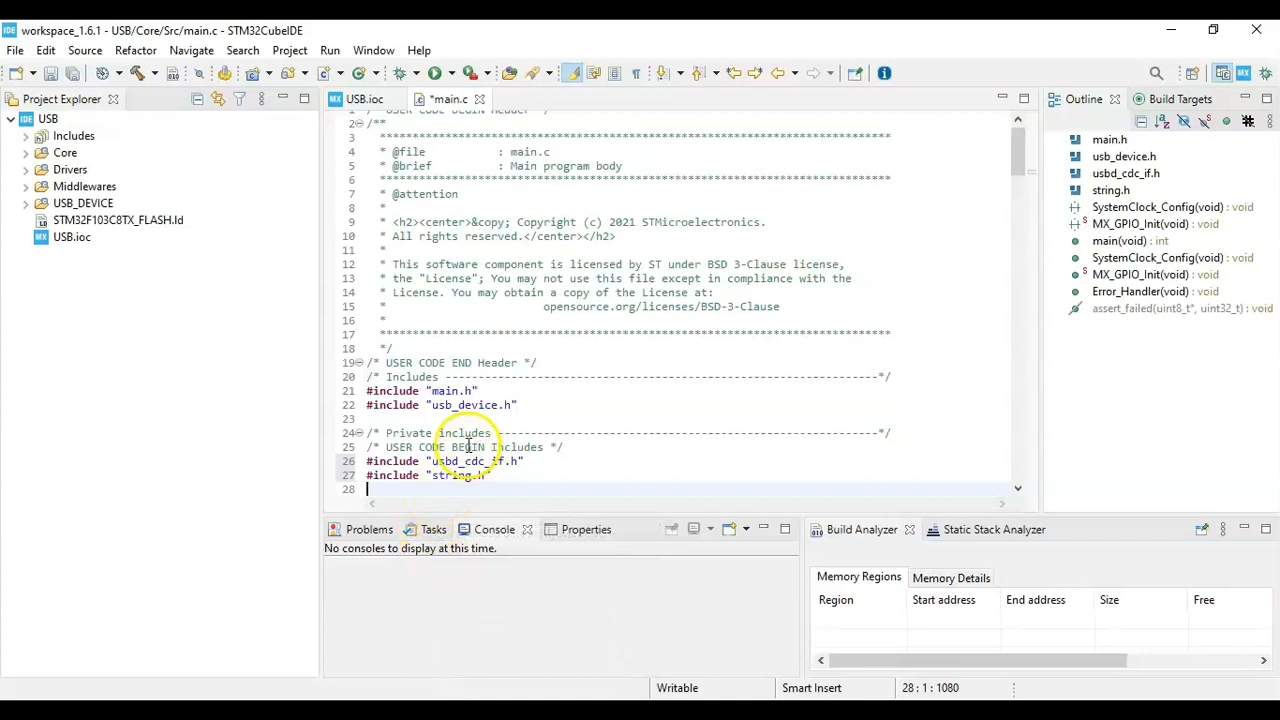 workspace_1.6.1 - USB/Core/Src/main.c - STM32CubeIDE
File Edit Source Refactor Navigate Search Project Run Window Help
Project Explorer
USB
Includes
Core
Drivers
Middlewares
USB_DEVICE
STM32F103C8TX_FLASH.ld
USB.ioc
USB.ioc *main.c
2 /**
3 ******************************************************************************
4 * @file : main.c
5 * @brief : Main program body
6 ******************************************************************************
7 * @attention
8 *
9 * <h2><center>&copy; Copyright (c) 2021 STMicroelectronics.
10 * All rights reserved.</center></h2>
11 *
12 * This software component is licensed by ST under BSD 3-Clause license,
13 * the "License"; You may not use this file except in compliance with the
14 * License. You may obtain a copy of the License at:
15 * opensource.org/licenses/BSD-3-Clause
16 *
17 ******************************************************************************
18 */
19 /* USER CODE END Header */
20 /* Includes ------------------------------------------------------------------*/
21 #include "main.h"
22 #include "usb_device.h"
23
24 /* Private includes ----------------------------------------------------------*/
25 /* USER CODE BEGIN Includes */
26 #include "usbd_cdc_if.h"
27 #include "string.h"
28
Outline Build Targets
main.h
usb_device.h
usbd_cdc_if.h
string.h
SystemClock_Config(void) : void
MX_GPIO_Init(void) : void
main(void) : int
SystemClock_Config(void) : void
MX_GPIO_Init(void) : void
Error_Handler(void) : void
assert_failed(uint8_t*, uint32_t) : void
Problems Tasks Console Properties
No consoles to display at this time.
Build Analyzer Static Stack Analyzer
Memory Regions Memory Details
Region Start address End address Size Free
Writable Smart Insert 28 : 1 : 1080